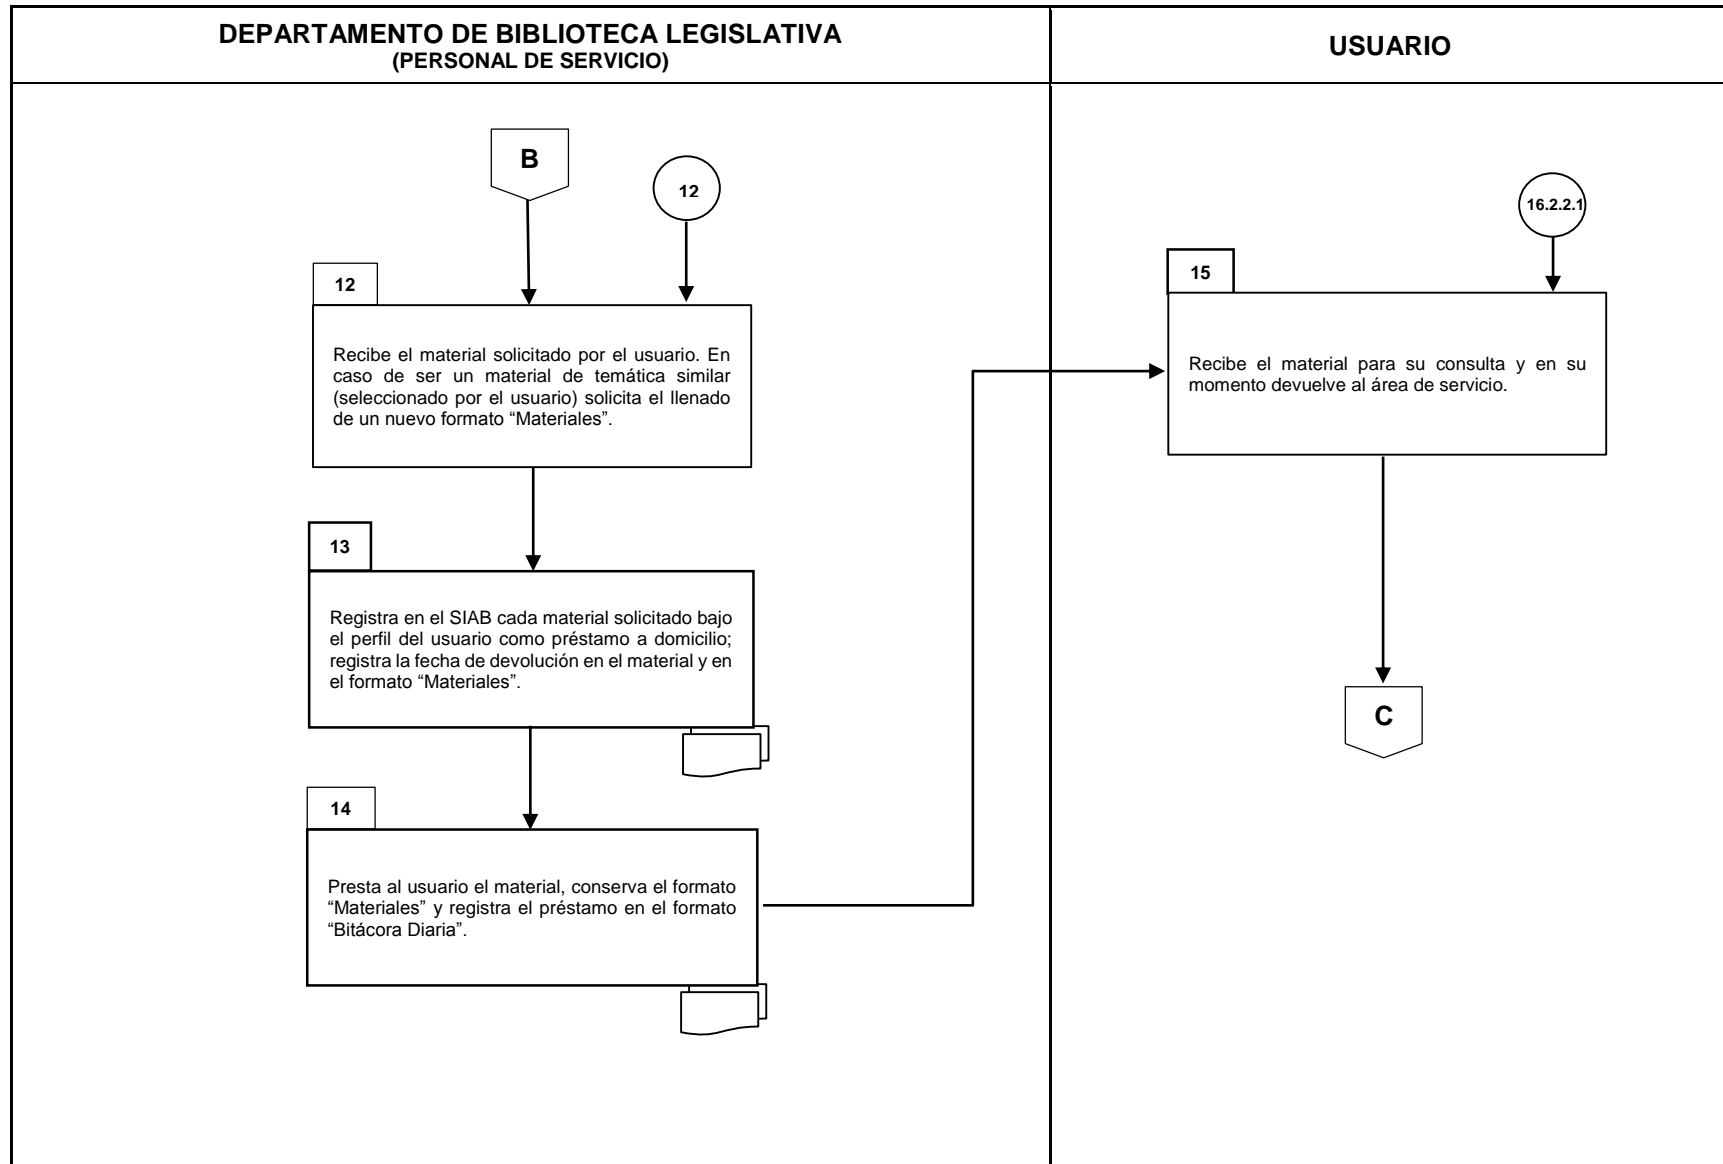 DEPARTAMENTO DE BIBLIOTECA LEGISLATIVA
(PERSONAL DE SERVICIO)
USUARIO
B
12
12
Recibe el material solicitado por el usuario. En
caso de ser un material de temática similar
(seleccionado por el usuario) solicita el llenado
de un nuevo formato “Materiales”.
13
Registra en el SIAB cada material solicitado bajo
el perfil del usuario como préstamo a domicilio;
registra la fecha de devolución en el material y en
el formato “Materiales”.
14
Presta al usuario el material, conserva el formato
“Materiales” y registra el préstamo en el formato
“Bitácora Diaria”.
16.2.2.1
15
Recibe el material para su consulta y en su
momento devuelve al área de servicio.
C